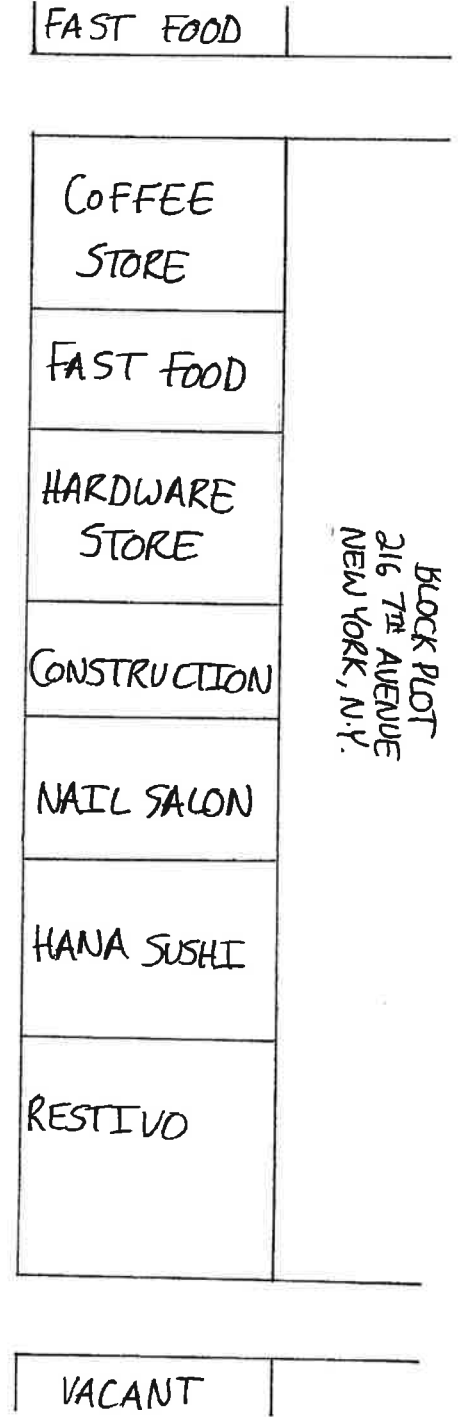 FAST FOOD
COFFEE
STORE
FAST FOOD
HARDWARE
STORE
CONSTRUCTION
NAIL SALON
HANA SUSHI
RESTIVO
VACANT
BLOCK PLOT
216 7TH AVENUE
NEW YORK, N.Y.